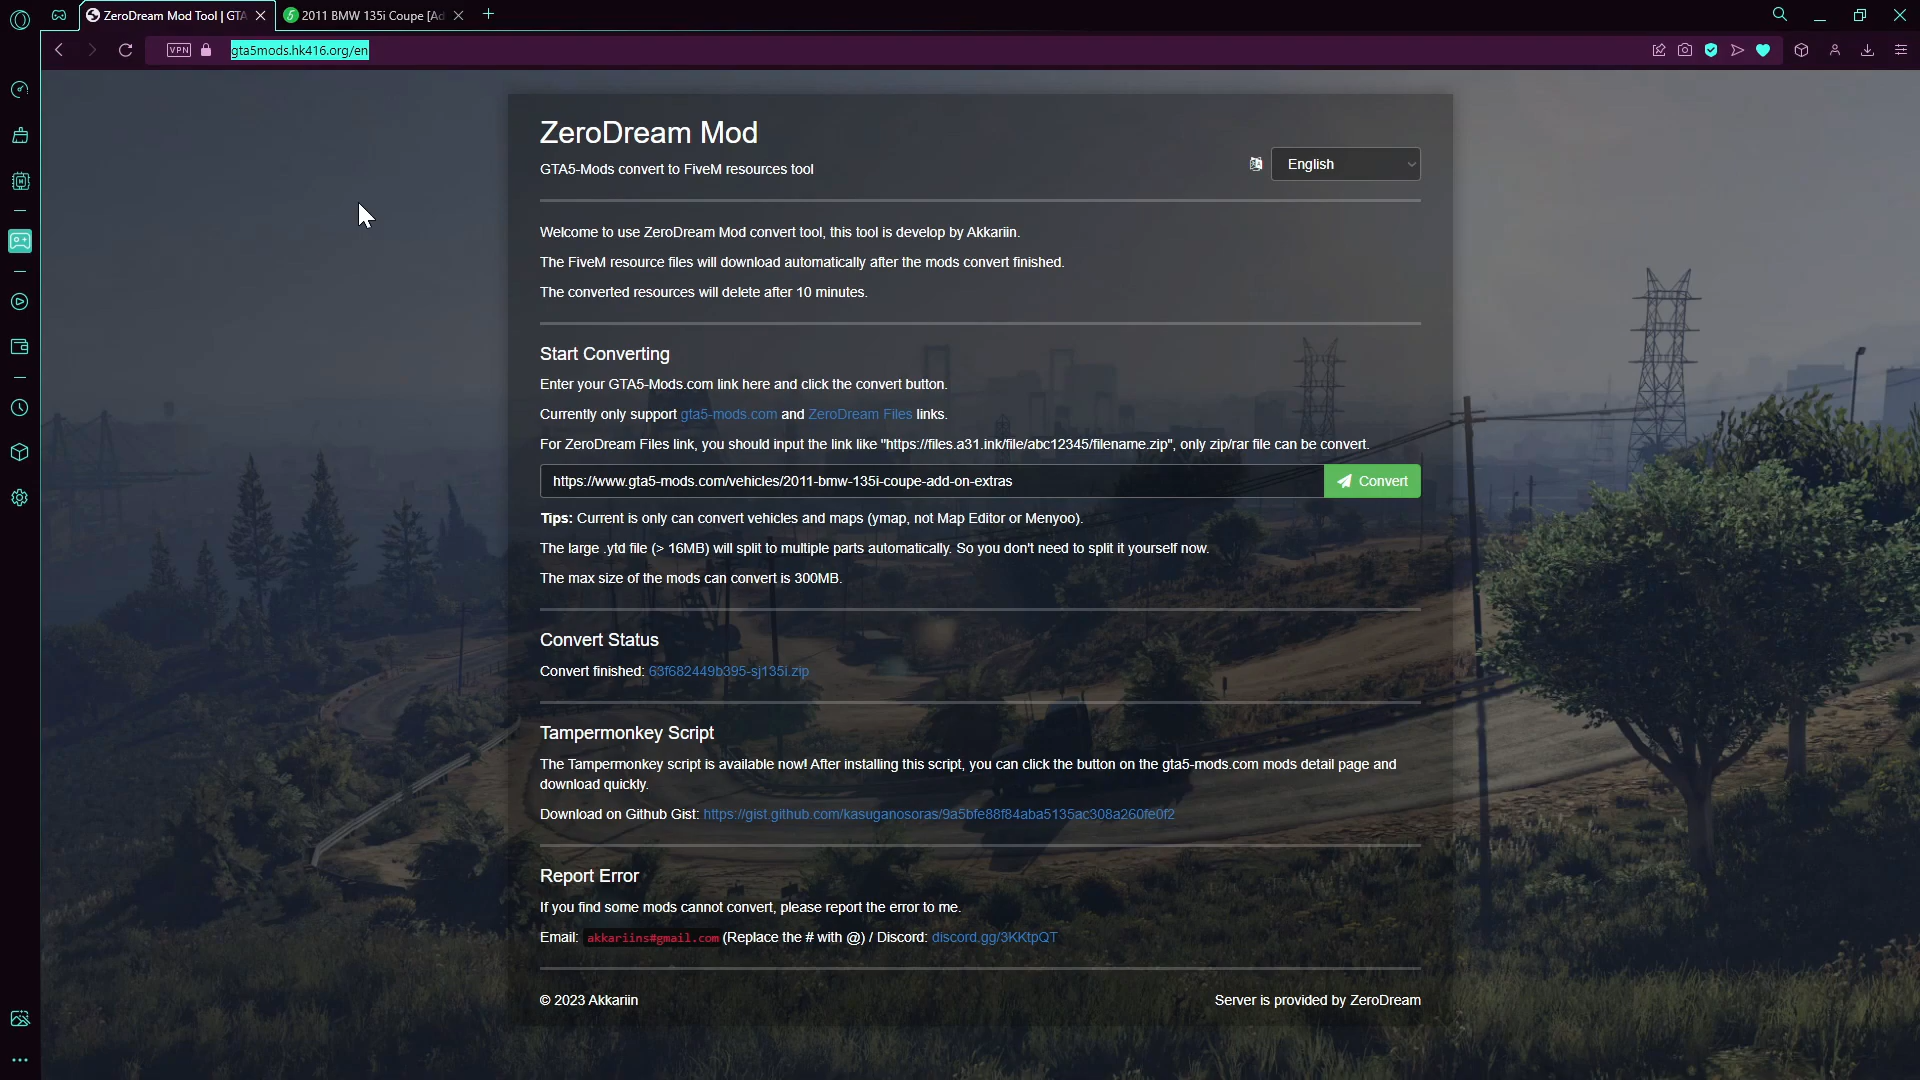 ZeroDream Mod Tool | GTA
2011 BMW 135i Coupe [Ad
VPN
gta5mods.hk416.org/en
ZeroDream Mod
GTA5-Mods convert to FiveM resources tool
English
Welcome to use ZeroDream Mod convert tool, this tool is develop by Akkariin.
The FiveM resource files will download automatically after the mods convert finished.
The converted resources will delete after 10 minutes.
Start Converting
Enter your GTA5-Mods.com link here and click the convert button.
Currently only support gta5-mods.com and ZeroDream Files links.
For ZeroDream Files link, you should input the link like "https://files.a31.ink/file/abc12345/filename.zip", only zip/rar file can be convert.
https://www.gta5-mods.com/vehicles/2011-bmw-135i-coupe-add-on-extras
Convert
Tips: Current is only can convert vehicles and maps (ymap, not Map Editor or Menyoo).
The large .ytd file (> 16MB) will split to multiple parts automatically. So you don't need to split it yourself now.
The max size of the mods can convert is 300MB.
Convert Status
Convert finished: 63f682449b395-sj135i.zip
Tampermonkey Script
The Tampermonkey script is available now! After installing this script, you can click the button on the gta5-mods.com mods detail page and
download quickly.
Download on Github Gist: https://gist.github.com/kasuganosoras/9a5bfe88f84aba5135ac308a260fe0f2
Report Error
If you find some mods cannot convert, please report the error to me.
Email: akkariins#gmail.com (Replace the # with @) / Discord: discord.gg/3KKtpQT
© 2023 Akkariin
Server is provided by ZeroDream